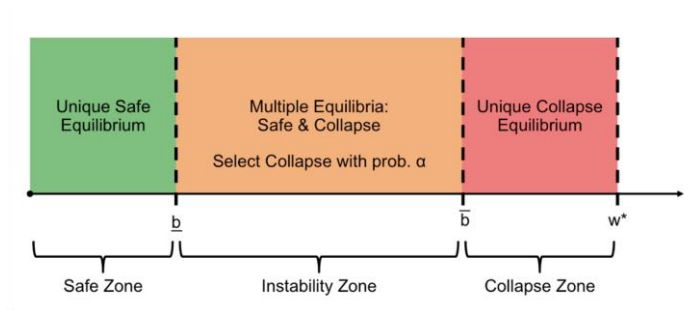 Unique Safe
Equilibrium
Multiple Equilibria:
Safe & Collapse
Select Collapse with prob. α
Unique Collapse
Equilibrium
b̲
b̅
w*
Safe Zone
Instability Zone
Collapse Zone